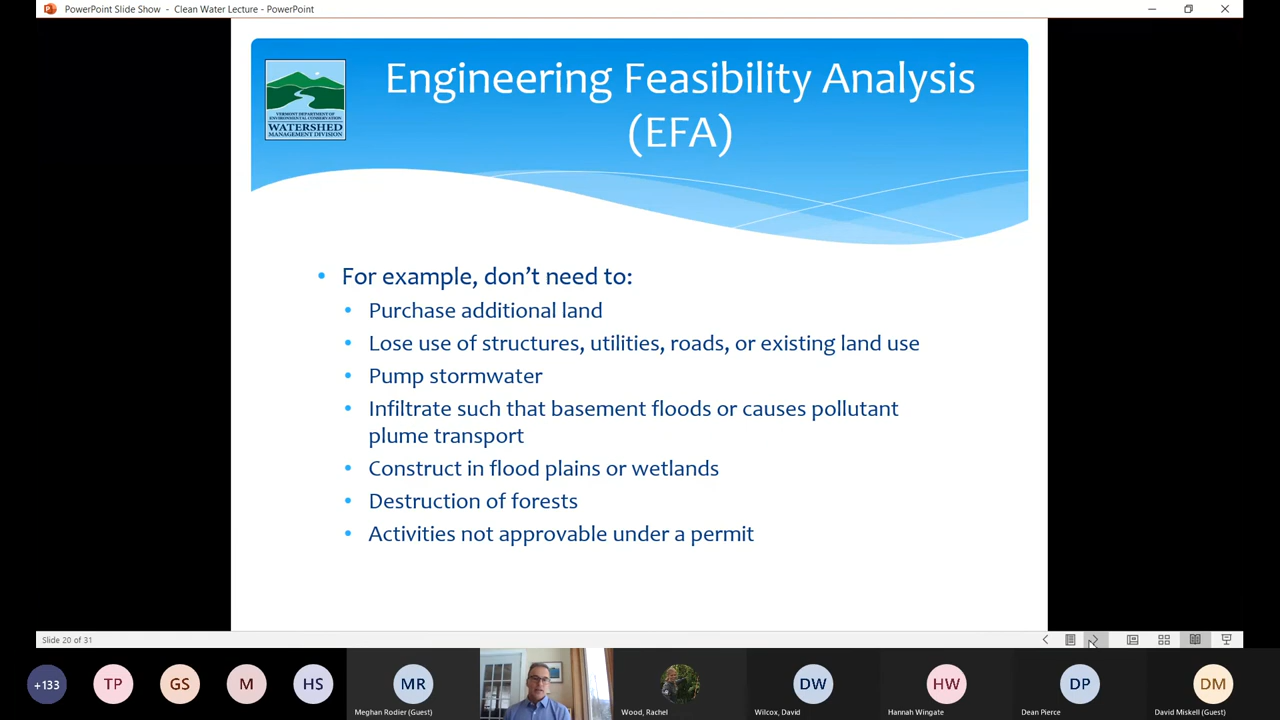 PowerPoint Slide Show - Clean Water Lecture - PowerPoint
Engineering Feasibility Analysis
(EFA)
VERMONT DEPARTMENT OF
ENVIRONMENTAL CONSERVATION
WATERSHED
MANAGEMENT DIVISION
• For example, don’t need to:
• Purchase additional land
• Lose use of structures, utilities, roads, or existing land use
• Pump stormwater
• Infiltrate such that basement floods or causes pollutant
plume transport
• Construct in flood plains or wetlands
• Destruction of forests
• Activities not approvable under a permit
Slide 20 of 31
+133
TP
GS
M
HS
MR
DW
HW
DP
DM
Meghan Rodier (Guest)
Wood, Rachel
Wilcox, David
Hannah Wingate
Dean Pierce
David Miskell (Guest)